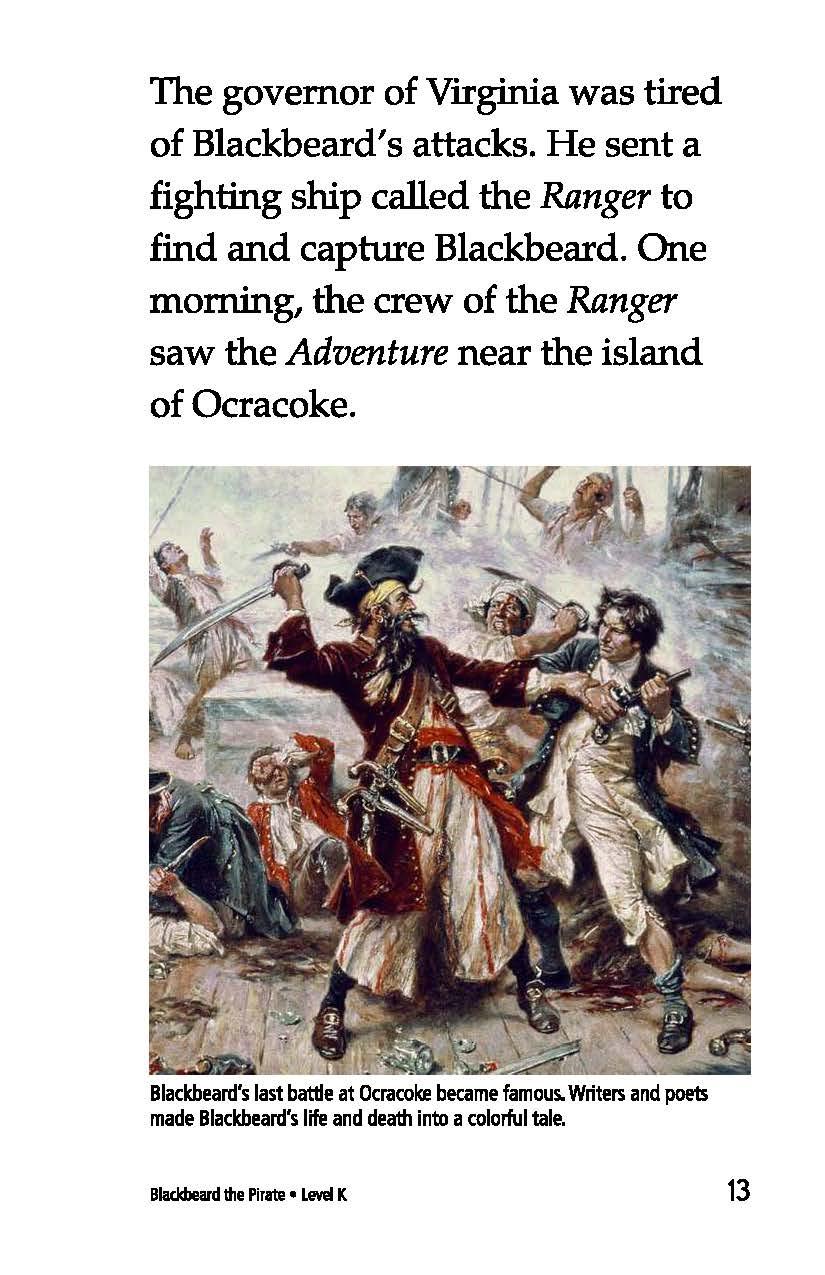 The governor of Virginia was tired
of Blackbeard's attacks. He sent a
fighting ship called the Ranger to
find and capture Blackbeard. One
morning, the crew of the Ranger
saw the Adventure near the island
of Ocracoke.
Blackbeard's last battle at Ocracoke became famous. Writers and poets
made Blackbeard's life and death into a colorful tale.
Blackbeard the Pirate • Level K
13